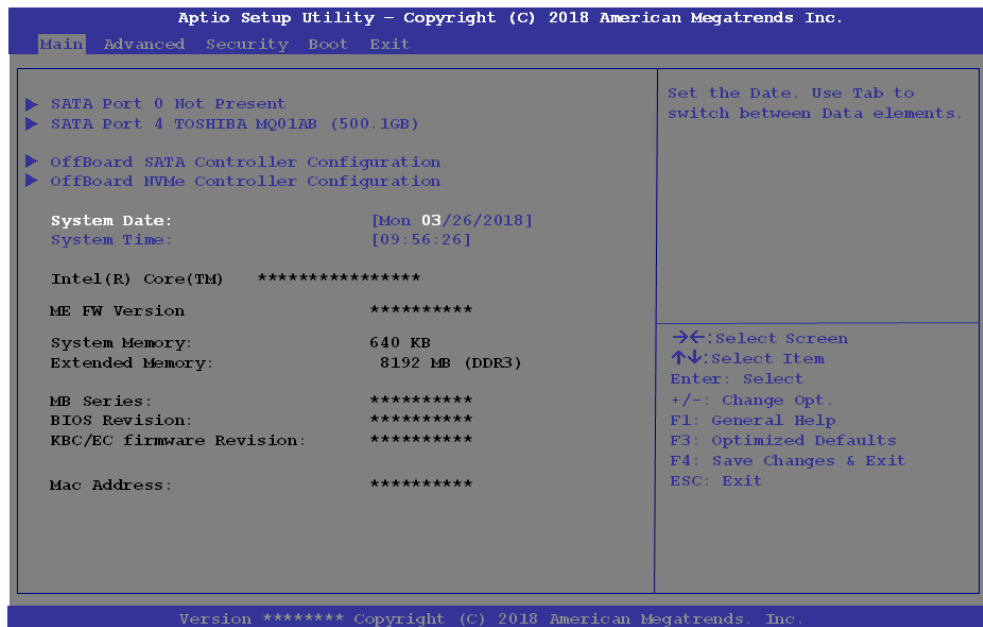 Aptio Setup Utility – Copyright (C) 2018 American Megatrends Inc.
Main Advanced Security Boot Exit
SATA Port 0 Not Present
SATA Port 4 TOSHIBA MQ01AB (500.1GB)
OffBoard SATA Controller Configuration
OffBoard NVMe Controller Configuration
System Date: [Mon 03/26/2018]
System Time: [09:56:26]
Intel(R) Core(TM) ****************
ME FW Version **********
System Memory: 640 KB
Extended Memory: 8192 MB (DDR3)
MB Series: **********
BIOS Revision: **********
KBC/EC firmware Revision: **********
Mac Address: **********
Set the Date. Use Tab to
switch between Data elements.
→←:Select Screen
↑↓:Select Item
Enter: Select
+/-: Change Opt.
F1: General Help
F3: Optimized Defaults
F4: Save Changes & Exit
ESC: Exit
Version ******** Copyright (C) 2018 American Megatrends. Inc.